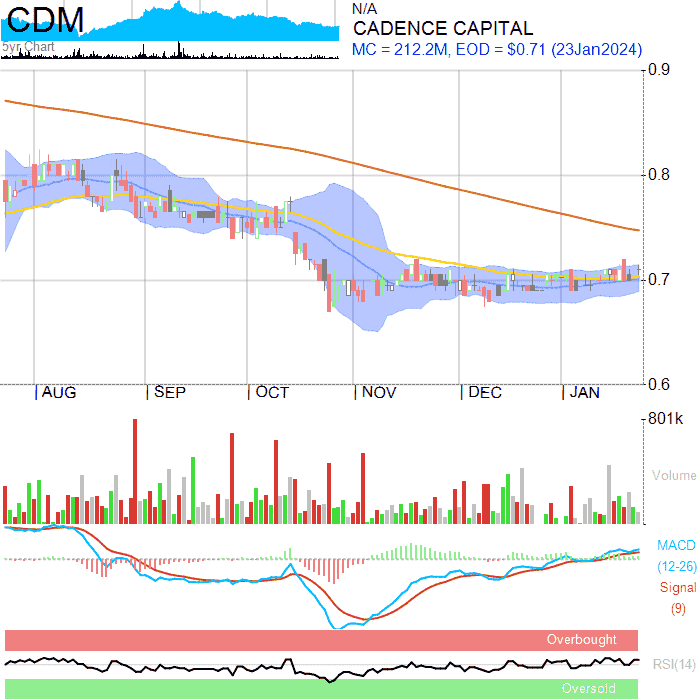 CDM
N/A
CADENCE CAPITAL
5yr Chart
MC = 212.2M, EOD = $0.71 (23Jan2024)
0.9
0.8
0.7
0.6
AUG SEP OCT NOV DEC JAN
801k
Volume
MACD
(12-26)
Signal
(9)
Overbought
RSI(14)
Oversold